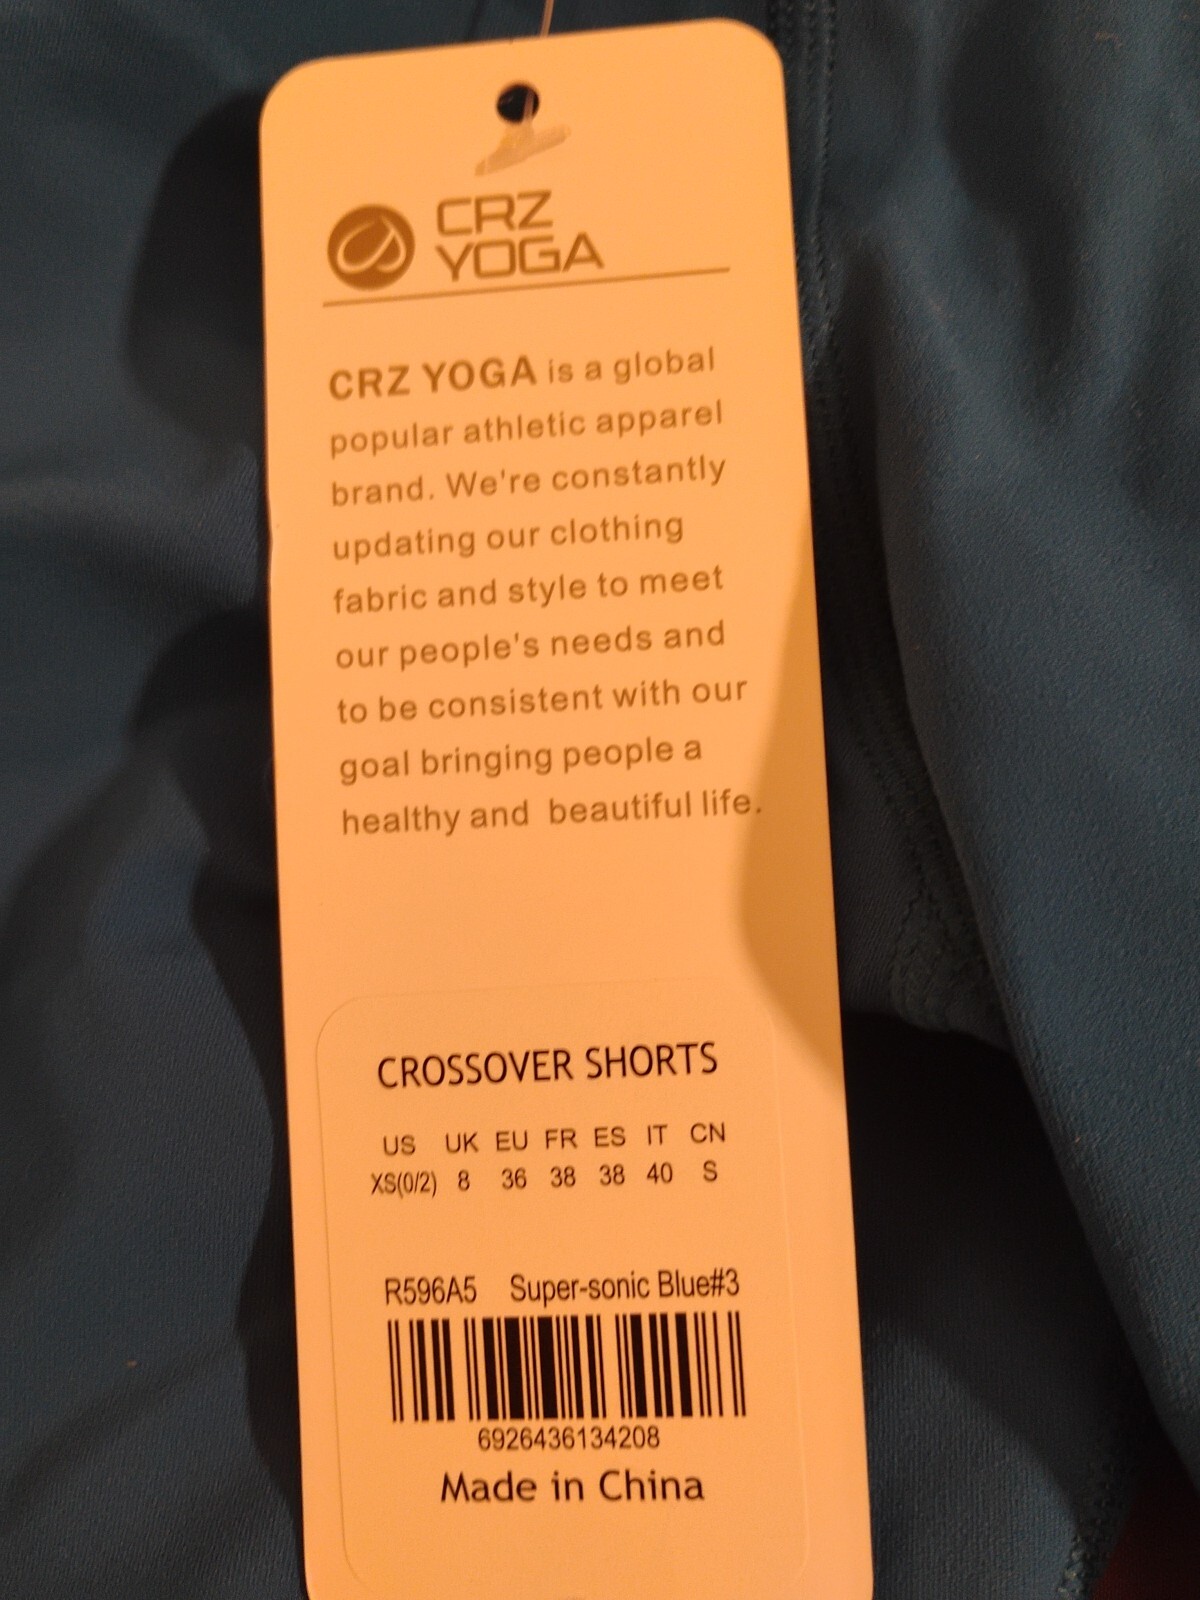 CRZ
YOGA
CRZ YOGA is a global
popular athletic apparel
brand. We're constantly
updating our clothing
fabric and style to meet
our people's needs and
to be consistent with our
goal bringing people a
healthy and  beautiful life.
CROSSOVER SHORTS
US UK EU FR ES IT CN
XS(0/2) 8 36 38 38 40 S
R596A5 Super-sonic Blue#3
6926436134208
Made in China